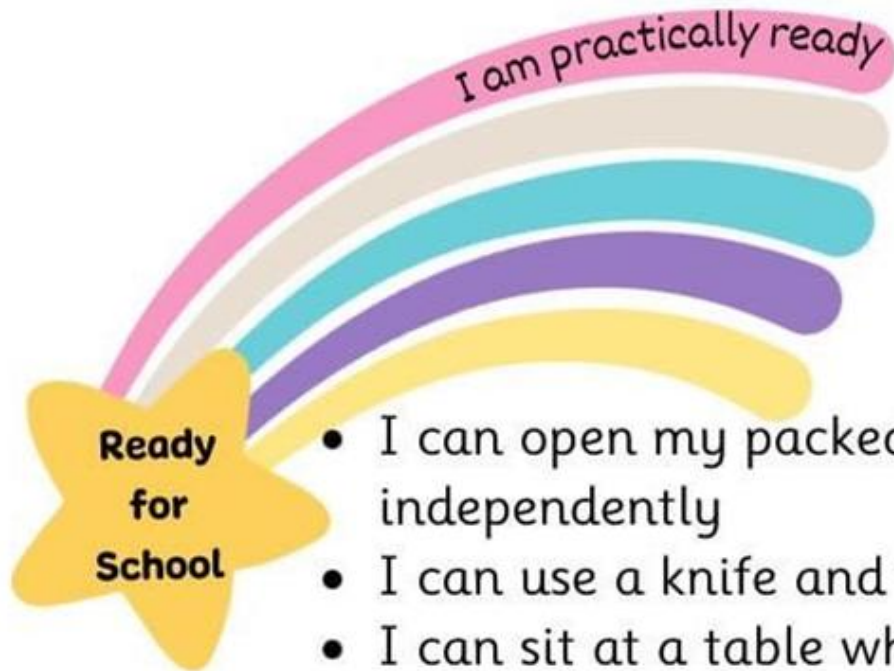 I am practically ready
Ready
for
School
• I can open my packed
independently
• I can use a knife and
• I can sit at a table wh